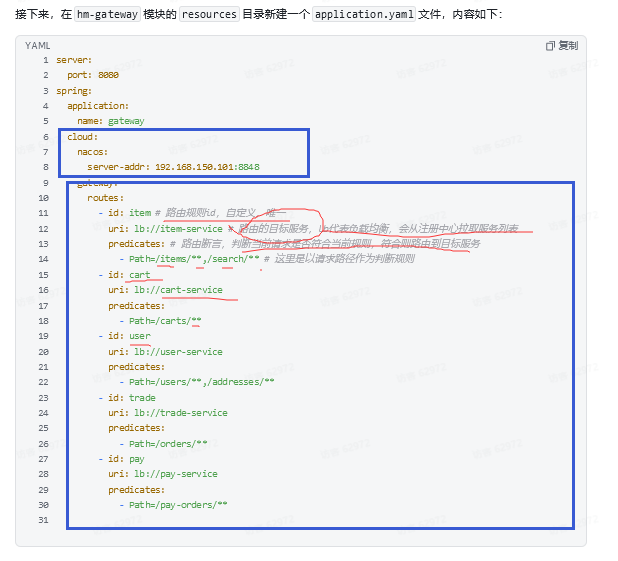 接下来，在 hm-gateway 模块的 resources 目录新建一个 application.yaml 文件，内容如下：
YAML 复制
1 server:
2 port: 8080
3 spring:
4 application:
5 name: gateway
6 cloud:
7 nacos:
8 server-addr: 192.168.150.101:8848
9 gateway:
10 routes:
11 - id: item # 路由规则id，自定义，唯一
12 uri: lb://item-service # 路由的目标服务，lb代表负载均衡，会从注册中心拉取服务列表
13 predicates: # 路由断言，判断当前请求是否符合当前规则，符合则路由到目标服务
14 - Path=/items/**,/search/** # 这里是以请求路径作为判断规则
15 - id: cart
16 uri: lb://cart-service
17 predicates:
18 - Path=/carts/**
19 - id: user
20 uri: lb://user-service
21 predicates:
22 - Path=/users/**,/addresses/**
23 - id: trade
24 uri: lb://trade-service
25 predicates:
26 - Path=/orders/**
27 - id: pay
28 uri: lb://pay-service
29 predicates:
30 - Path=/pay-orders/**
31